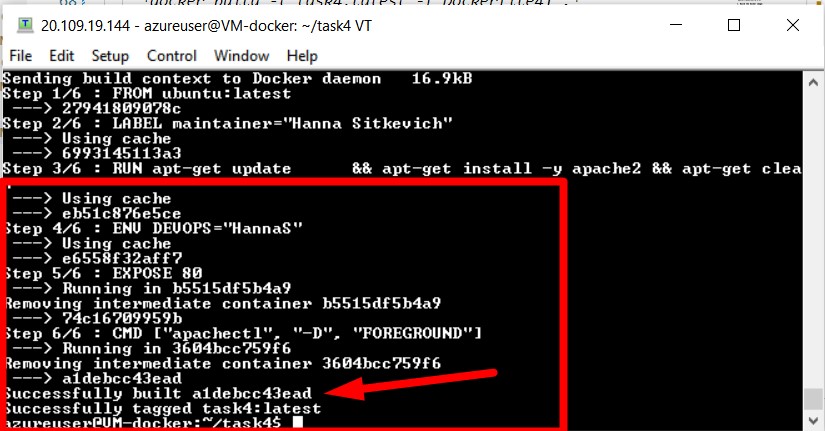 20.109.19.144 - azureuser@VM-docker: ~/task4 VT
File Edit Setup Control Window Help
Sending build context to Docker daemon 16.9kB
Step 1/6 : FROM ubuntu:latest
---> 27941809078c
Step 2/6 : LABEL maintainer="Hanna Sitkevich"
---> Using cache
---> 6993145113a3
Step 3/6 : RUN apt-get update && apt-get install -y apache2 && apt-get clea
---> Using cache
---> eb51c876e5ce
Step 4/6 : ENV DEVOPS="HannaS"
---> Using cache
---> e6558f32aff7
Step 5/6 : EXPOSE 80
---> Running in b5515df5b4a9
Removing intermediate container b5515df5b4a9
---> 74c16709959b
Step 6/6 : CMD ["apachectl", "-D", "FOREGROUND"]
---> Running in 3604bcc759f6
Removing intermediate container 3604bcc759f6
---> a1debcc43ead
Successfully built a1debcc43ead
Successfully tagged task4:latest
azureuser@VM-docker:~/task4$